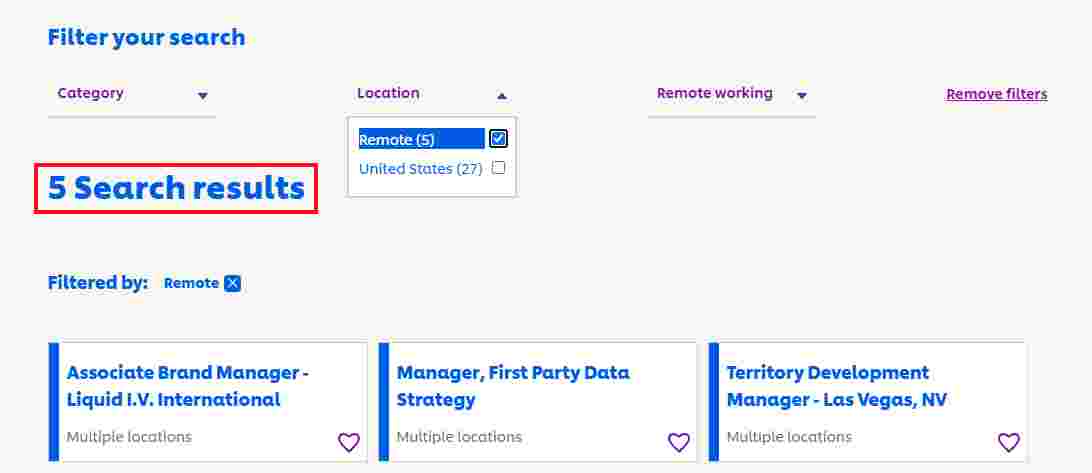 Filter your search
Category
Location
Remote working
Remove filters
Remote (5)
United States (27)
5 Search results
Filtered by: Remote
Associate Brand Manager -
Liquid I.V. International
Multiple locations
Manager, First Party Data
Strategy
Multiple locations
Territory Development
Manager - Las Vegas, NV
Multiple locations